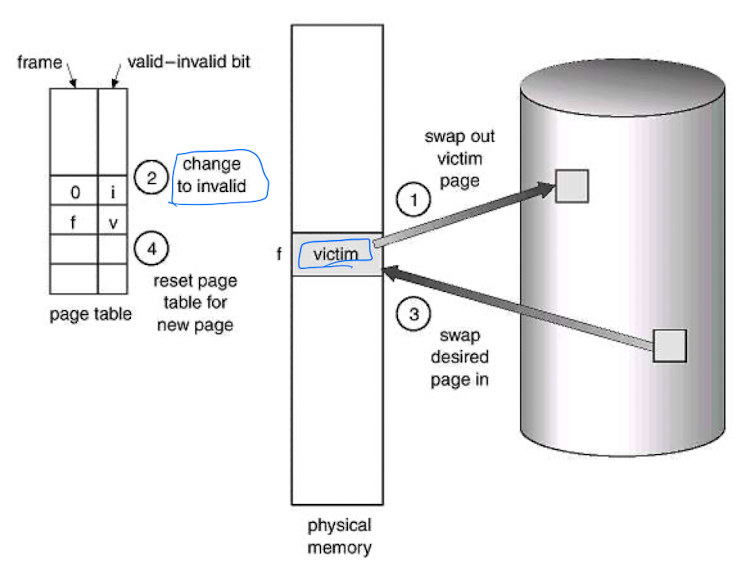 frame
valid–invalid bit
0 i
f v
page table
2
change
to invalid
4
reset page
table for
new page
f
victim
physical
memory
swap out
victim
page
1
3
swap
desired
page in